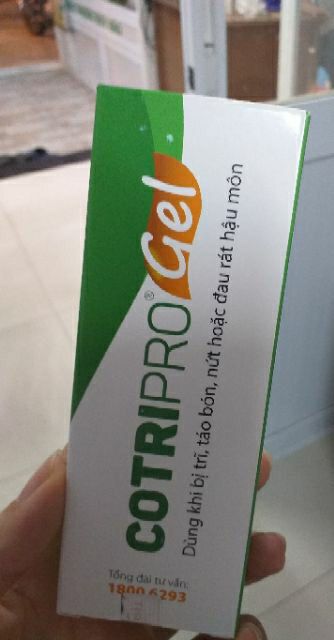 COTRIPRO® Gel
Dùng khi bị trĩ, táo bón, nứt hoặc đau rát hậu môn
Tổng đài tư vấn:
1800 6293